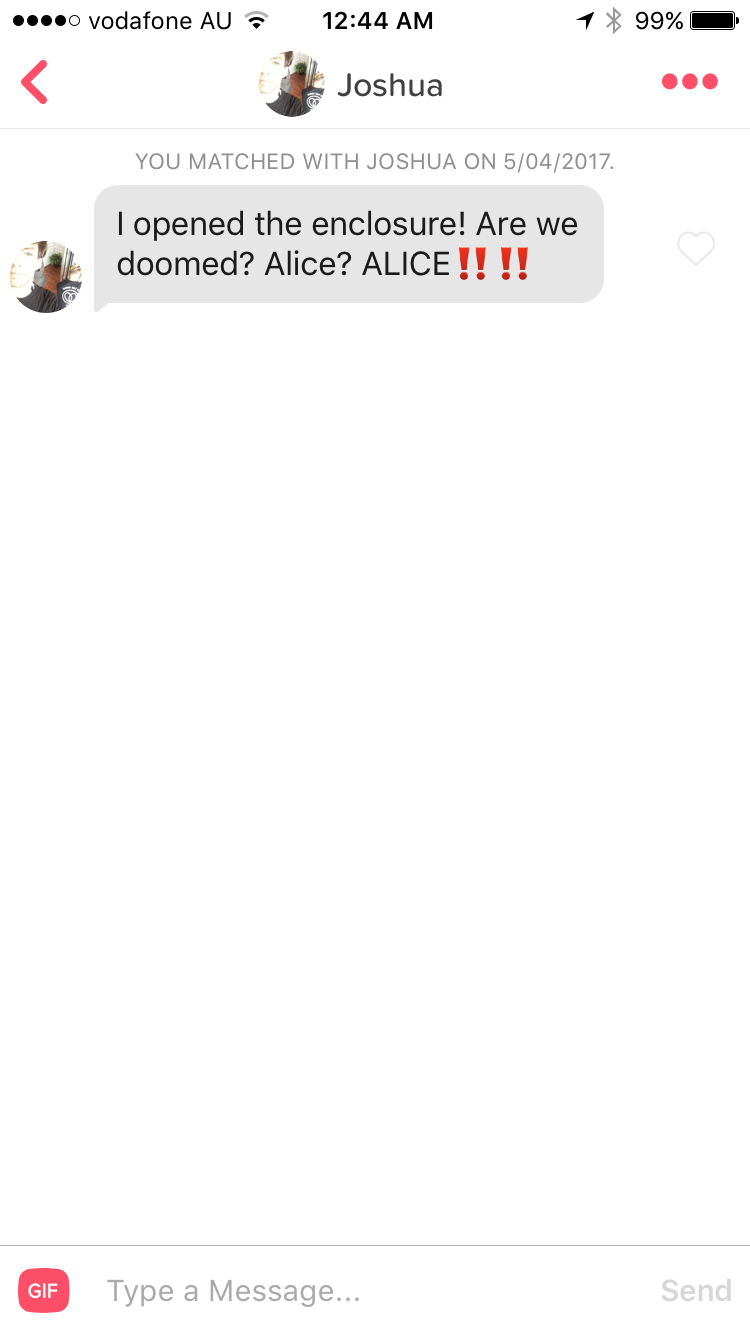 vodafone AU 12:44 AM 99%
Joshua
YOU MATCHED WITH JOSHUA ON 5/04/2017.
I opened the enclosure! Are we
doomed? Alice? ALICE‼️ ‼️
GIF Type a Message... Send